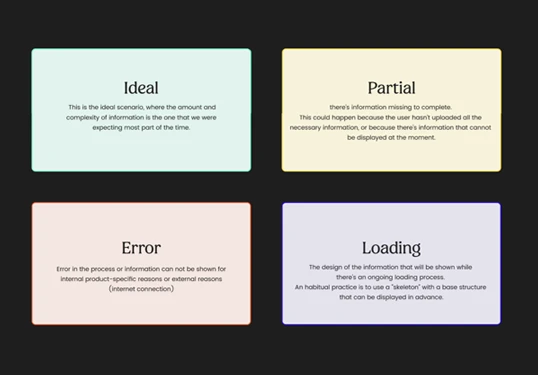 Ideal
This is the ideal scenario, where the amount and
complexity of information is the one that we were
expecting most part of the time.
Partial
there's information missing to complete.
This could happen because the user hasn't uploaded all the
necessary information, or because there's information that cannot
be displayed at the moment.
Error
Error in the process or information can not be shown for
internal product-specific reasons or external reasons
(internet connection)
Loading
The design of the information that will be shown while
there's an ongoing loading process.
An habitual practice is to use a "skeleton" with a base structure
that can be displayed in advance.